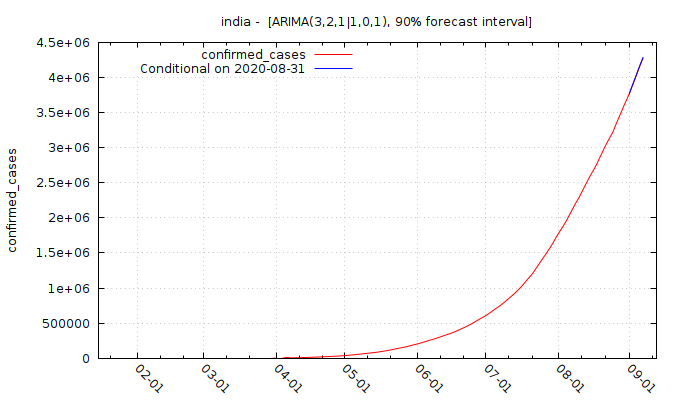 india -  [ARIMA(3,2,1|1,0,1), 90% forecast interval]
confirmed_cases
Conditional on 2020-08-31
4.5e+06
4e+06
3.5e+06
3e+06
2.5e+06
2e+06
1.5e+06
1e+06
500000
0
confirmed_cases
02-01
03-01
04-01
05-01
06-01
07-01
08-01
09-01